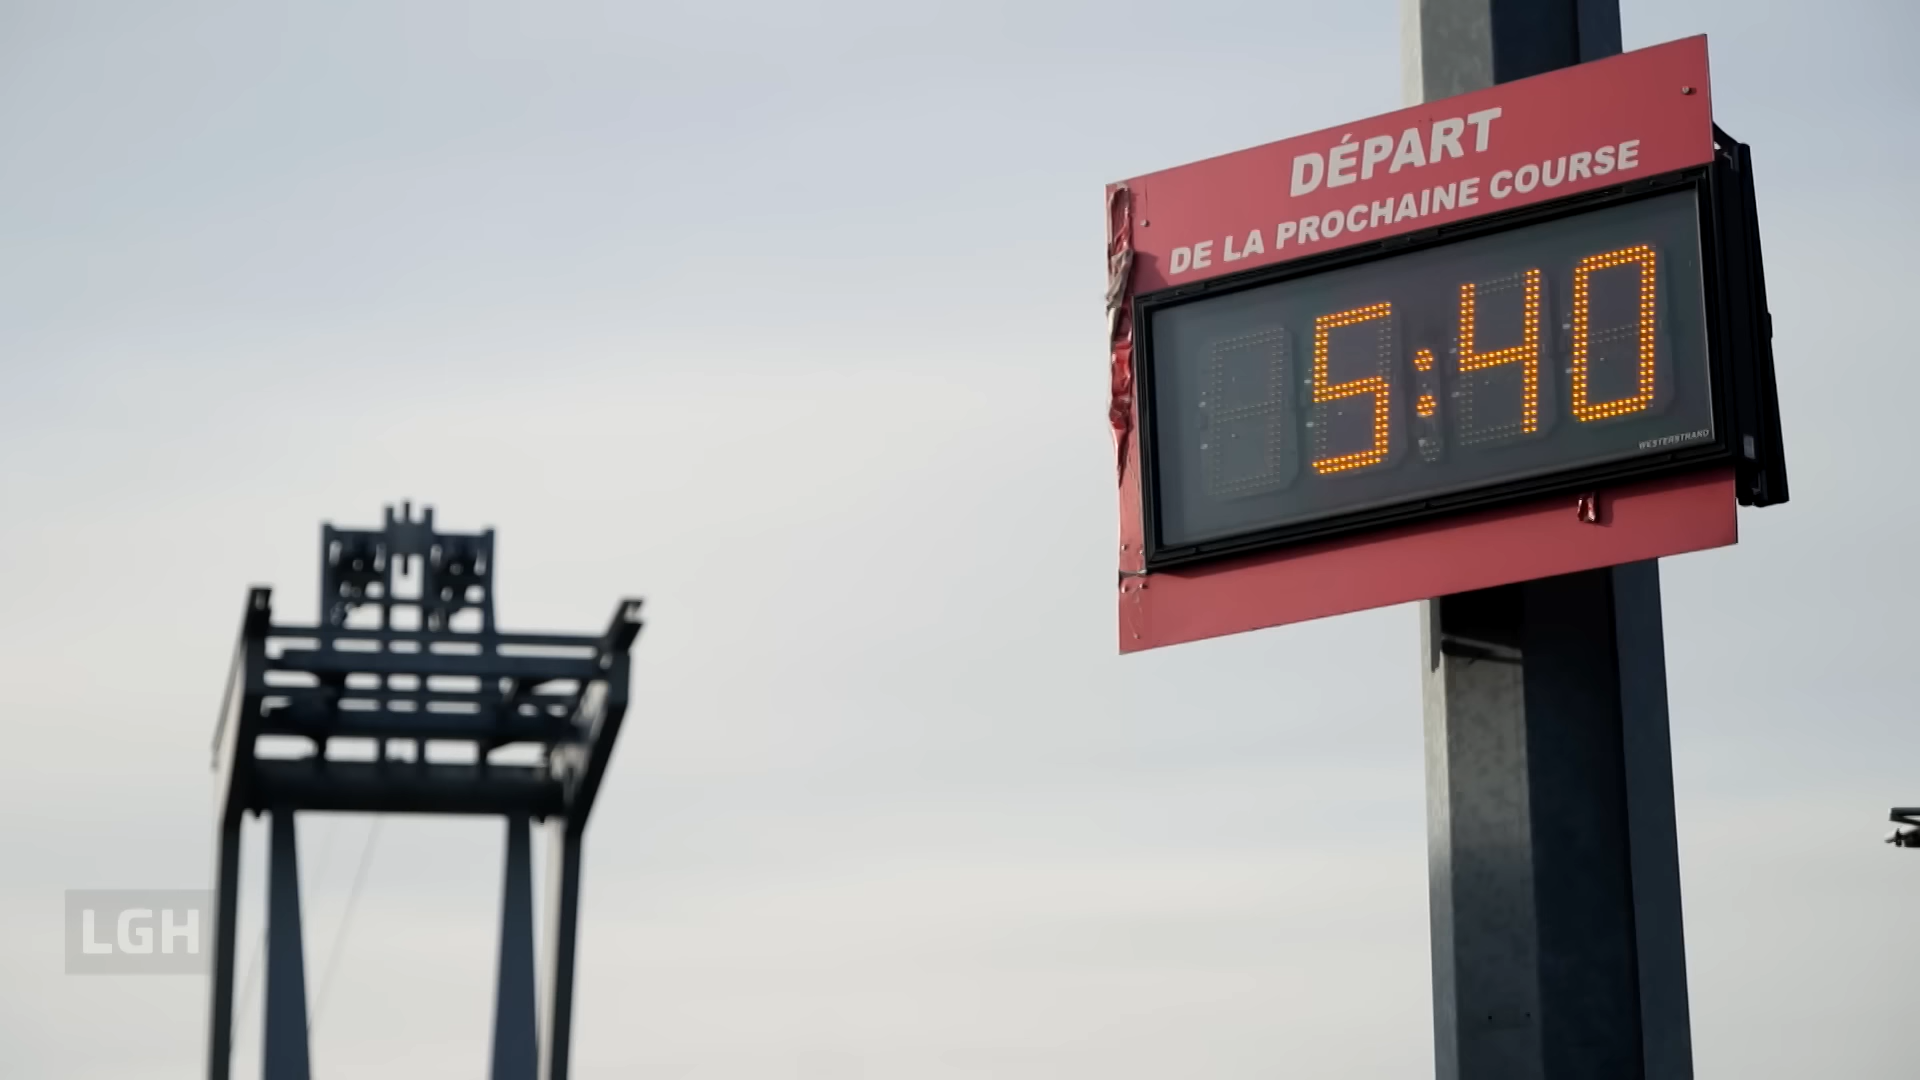 DÉPART
DE LA PROCHAINE COURSE
5:40
WESTERSTRAND
LGH